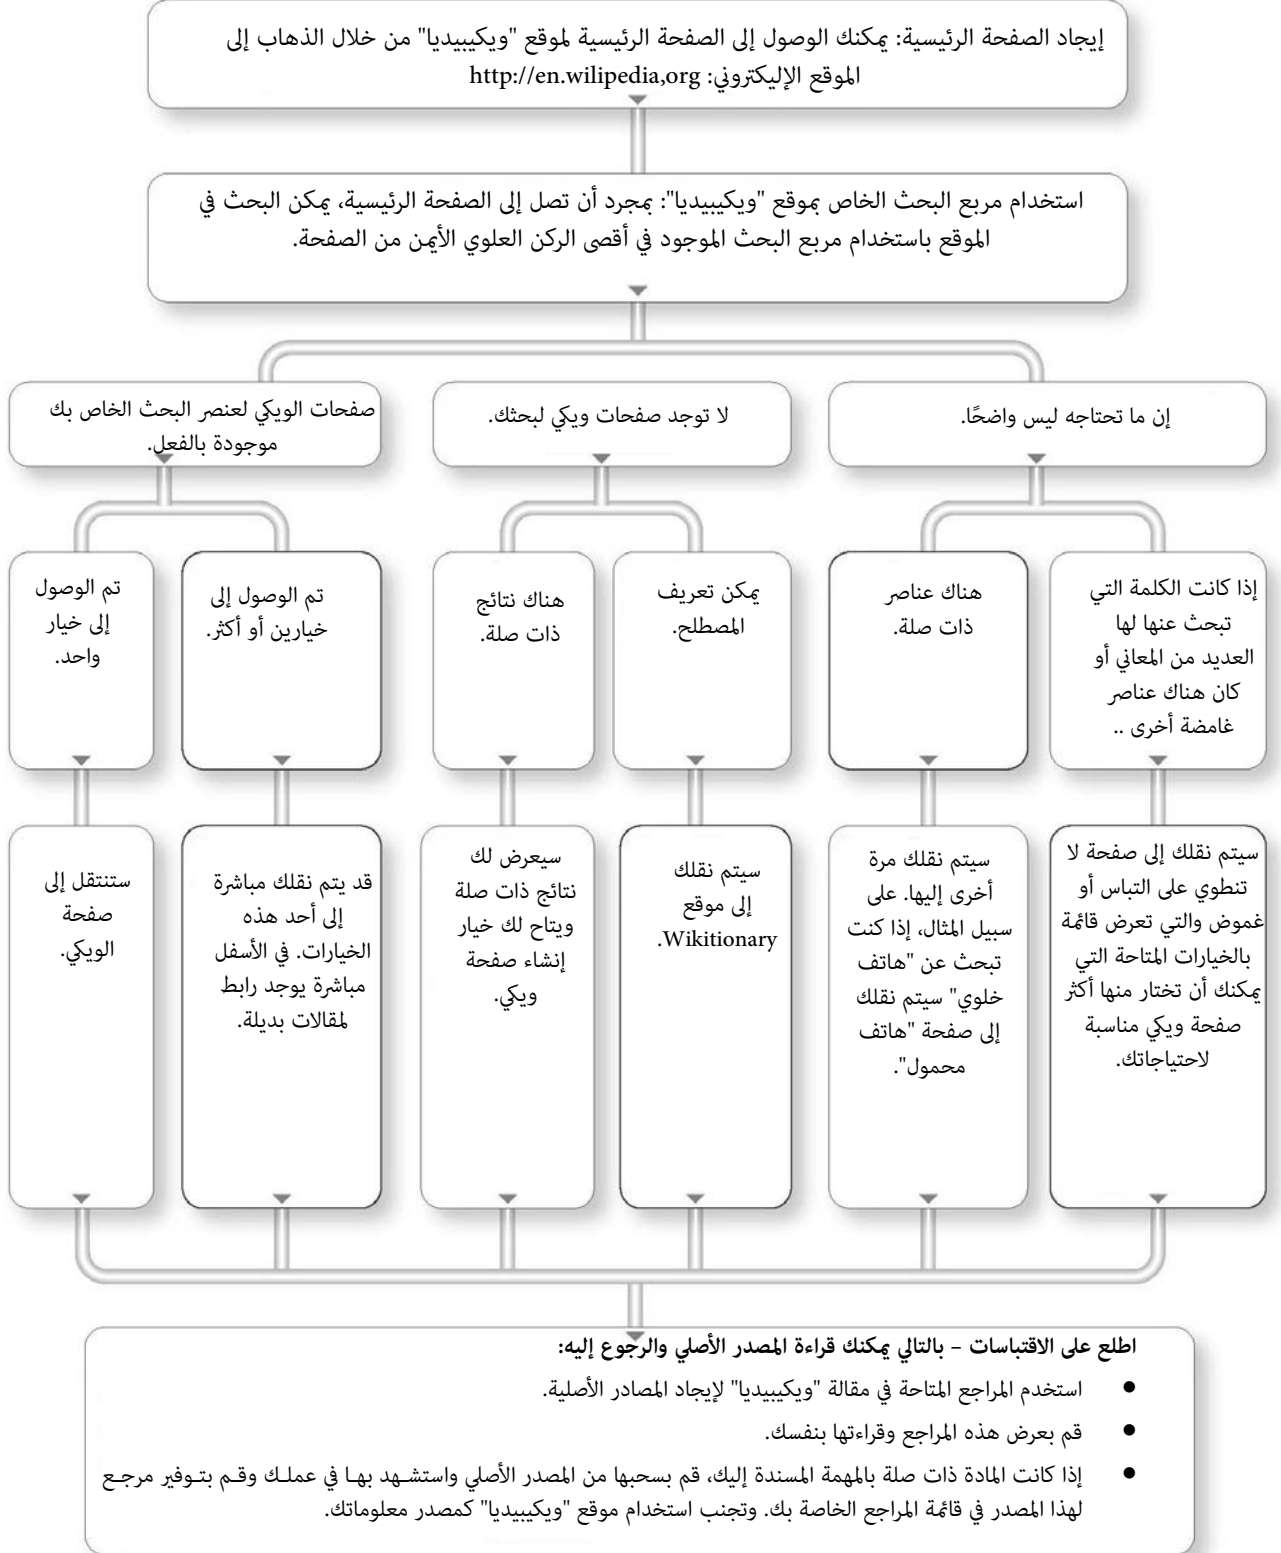 إيجاد الصفحة الرئيسية: يمكنك الوصول إلى الصفحة الرئيسية لموقع "ويكيبيديا" من خلال الذهاب إلى
الموقع الإليكتروني: http://en.wilipedia,org
استخدام مربع البحث الخاص بموقع "ويكيبيديا": بمجرد أن تصل إلى الصفحة الرئيسية، يمكن البحث في
الموقع باستخدام مربع البحث الموجود في أقصى الركن العلوي الأيمن من الصفحة.
إن ما تحتاجه ليس واضحًا.
لا توجد صفحات ويكي لبحثك.
صفحات الويكي لعنصر البحث الخاص بك
موجودة بالفعل.
إذا كانت الكلمة التي
تبحث عنها لها
العديد من المعاني أو
كان هناك عناصر
غامضة أخرى ..
هناك عناصر
ذات صلة.
يمكن تعريف
المصطلح.
هناك نتائج
ذات صلة.
تم الوصول إلى
خيارين أو أكثر.
تم الوصول
إلى خيار
واحد.
سيتم نقلك إلى صفحة لا
تنطوي على التباس أو
غموض والتي تعرض قائمة
بالخيارات المتاحة التي
يمكنك أن تختار منها أكثر
صفحة ويكي مناسبة
لاحتياجاتك.
سيتم نقلك مرة
أخرى إليها. على
سبيل المثال، إذا كنت
تبحث عن "هاتف
خلوي" سيتم نقلك
إلى صفحة "هاتف
محمول".
سيتم نقلك
إلى موقع
Wikitionary.
سيعرض لك
نتائج ذات صلة
ويتاح لك خيار
إنشاء صفحة
ويكي.
قد يتم نقلك مباشرة
إلى أحد هذه
الخيارات. في الأسفل
مباشرة يوجد رابط
لمقالات بديلة.
ستنتقل إلى
صفحة
الويكي.
اطلع على الاقتباسات – بالتالي يمكنك قراءة المصدر الأصلي والرجوع إليه:
● استخدم المراجع المتاحة في مقالة "ويكيبيديا" لإيجاد المصادر الأصلية.
● قم بعرض هذه المراجع وقراءتها بنفسك.
● إذا كانت المادة ذات صلة بالمهمة المسندة إليك، قم بسحبها من المصدر الأصلي واستشهد بها في عملك وقم بتوفير مرجع
لهذا المصدر في قائمة المراجع الخاصة بك. وتجنب استخدام موقع "ويكيبيديا" كمصدر معلوماتك.